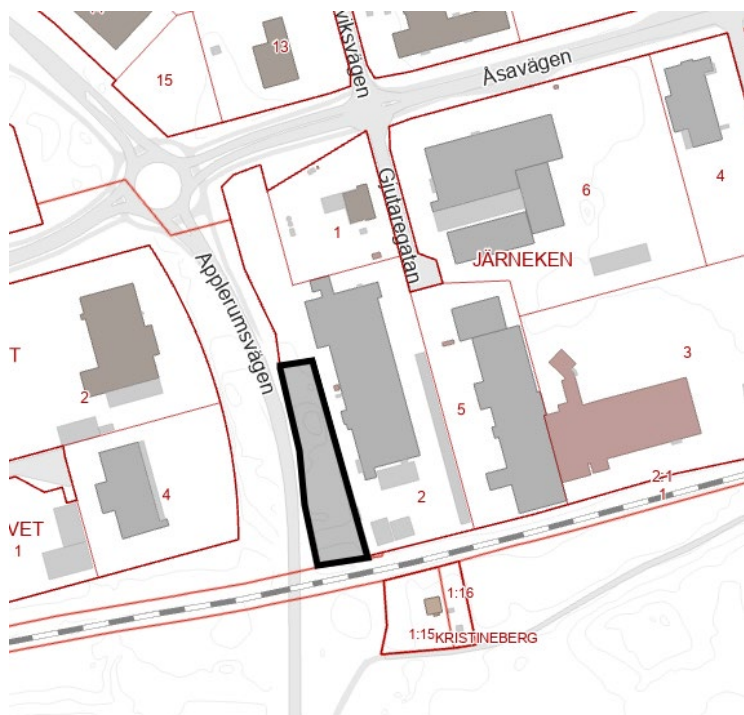 13
15
viksvägen
Åsavägen
4
6
1
Gjutaregatan
JÄRNEKEN
Applerumsvägen
T
2
3
5
4
2
2:1
1
VET
1
1:16
1:15
KRISTINEBERG